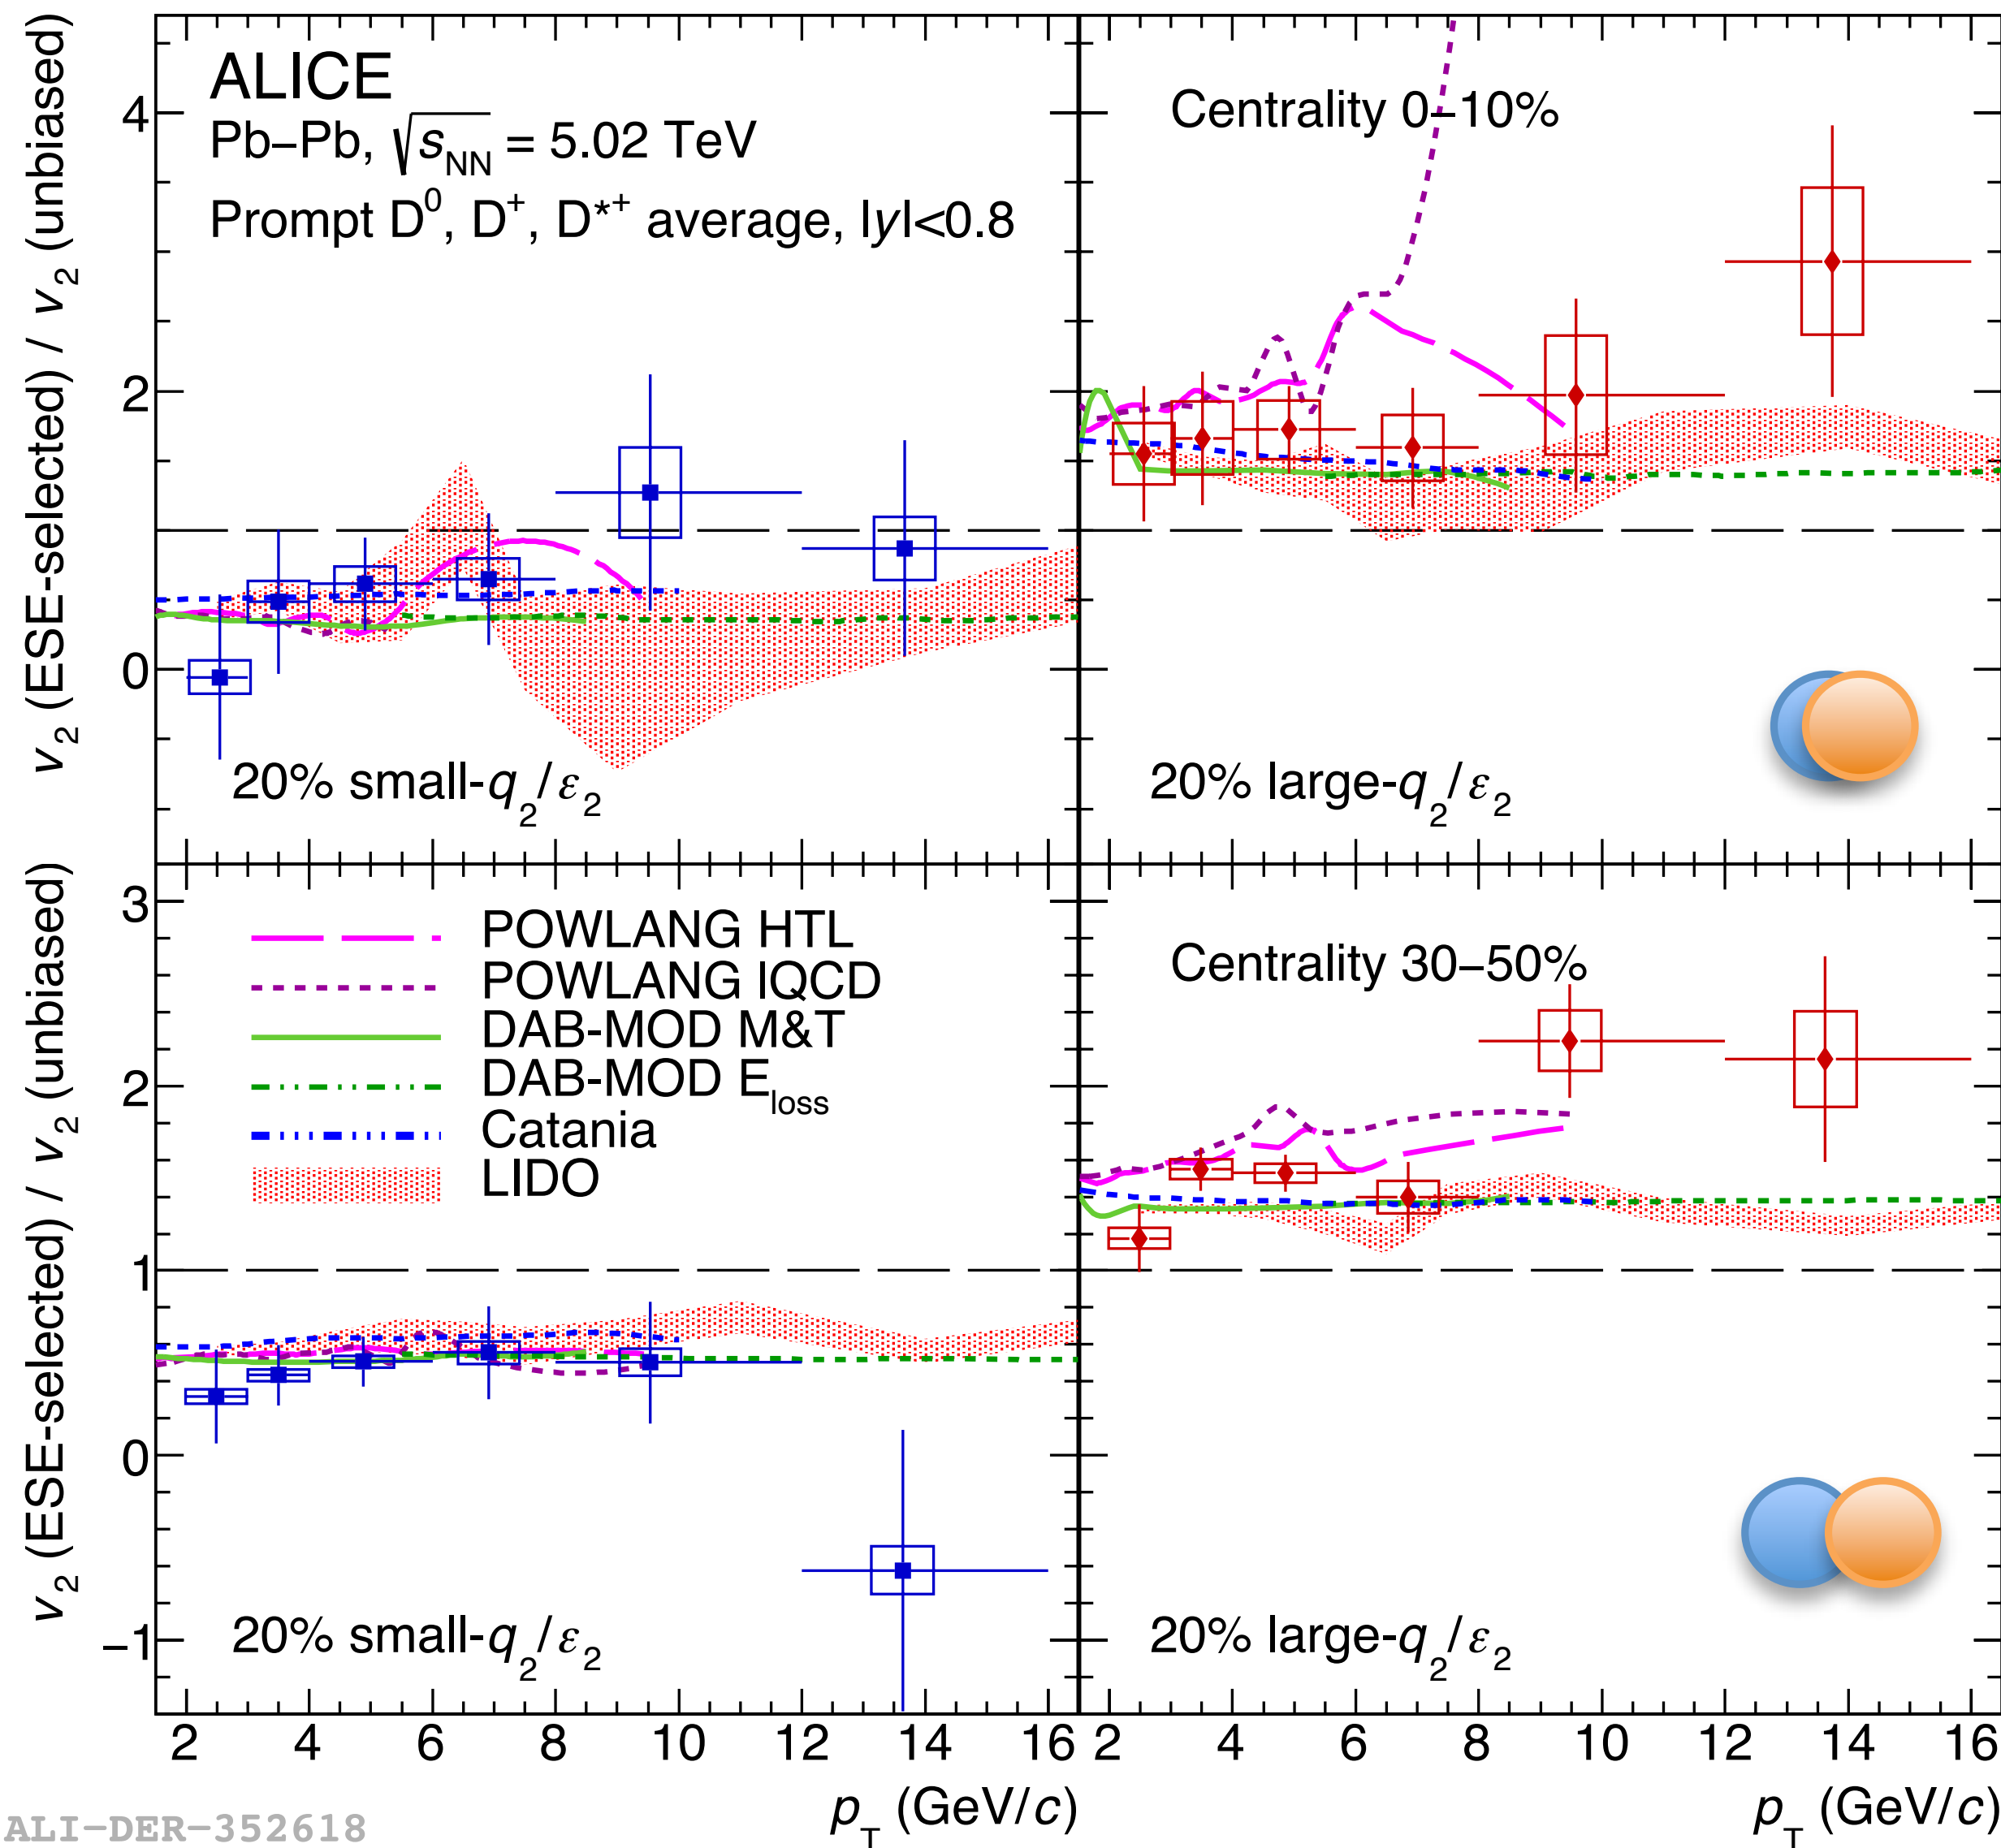 v₂ (ESE-selected) / v₂ (unbiased)
4
2
0
ALICE
Pb–Pb, √s_NN = 5.02 TeV
Prompt D⁰, D⁺, D*⁺ average, |y|<0.8
20% small-q₂/ε₂
Centrality 0–10%
20% large-q₂/ε₂
v₂ (ESE-selected) / v₂ (unbiased)
3
2
1
0
−1
POWLANG HTL
POWLANG lQCD
DAB-MOD M&T
DAB-MOD E_loss
Catania
LIDO
20% small-q₂/ε₂
Centrality 30–50%
20% large-q₂/ε₂
2 4 6 8 10 12 14 16 2 4 6 8 10 12 14 16
p_T (GeV/c) p_T (GeV/c)
ALI-DER-352618